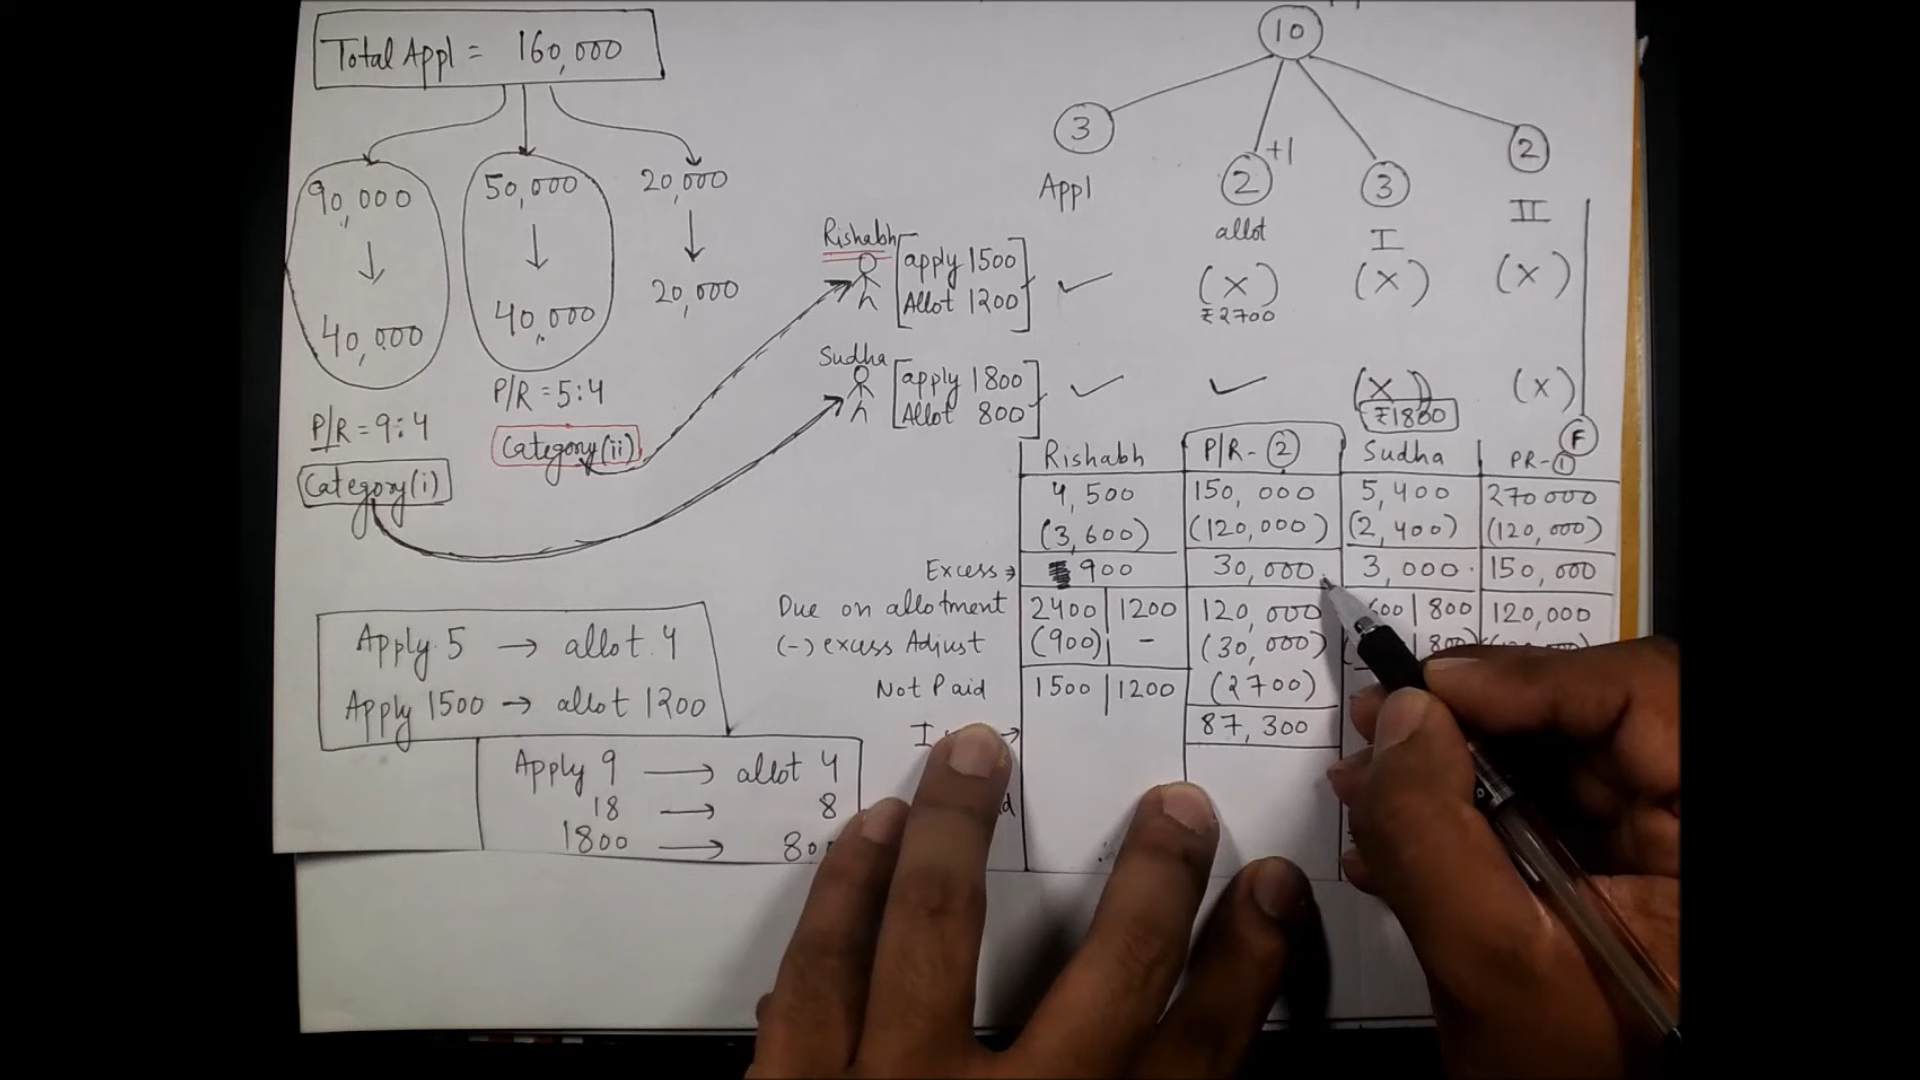 Total Appl = 160,000
90,000
50,000
20,000
40,000
40,000
20,000
P/R = 9:4
P/R = 5:4
Category(i)
Category(ii)
Rishabh
apply 1500
Allot 1200
Sudha
apply 1800
Allot 800
10
3
2 +1
3
2
Appl
allot
I
II
(X)
(X)
(X)
₹2700
(X)
(X)
₹1800
F
Rishabh P/R-2 Sudha PR-1
4,500 150,000 5,400 270000
(3,600) (120,000) (2,400) (120,000)
Excess → 900 30,000 3,000 150,000
Due on allotment 2400 | 1200 120,000 600 | 800 120,000
(-) excess Adjust (900) | - (30,000) 800)
Not Paid 1500 | 1200 (2700)
I 87,300
Apply 5 → allot 4
Apply 1500 → allot 1200
Apply 9 → allot 4
18 → 8
1800 → 80